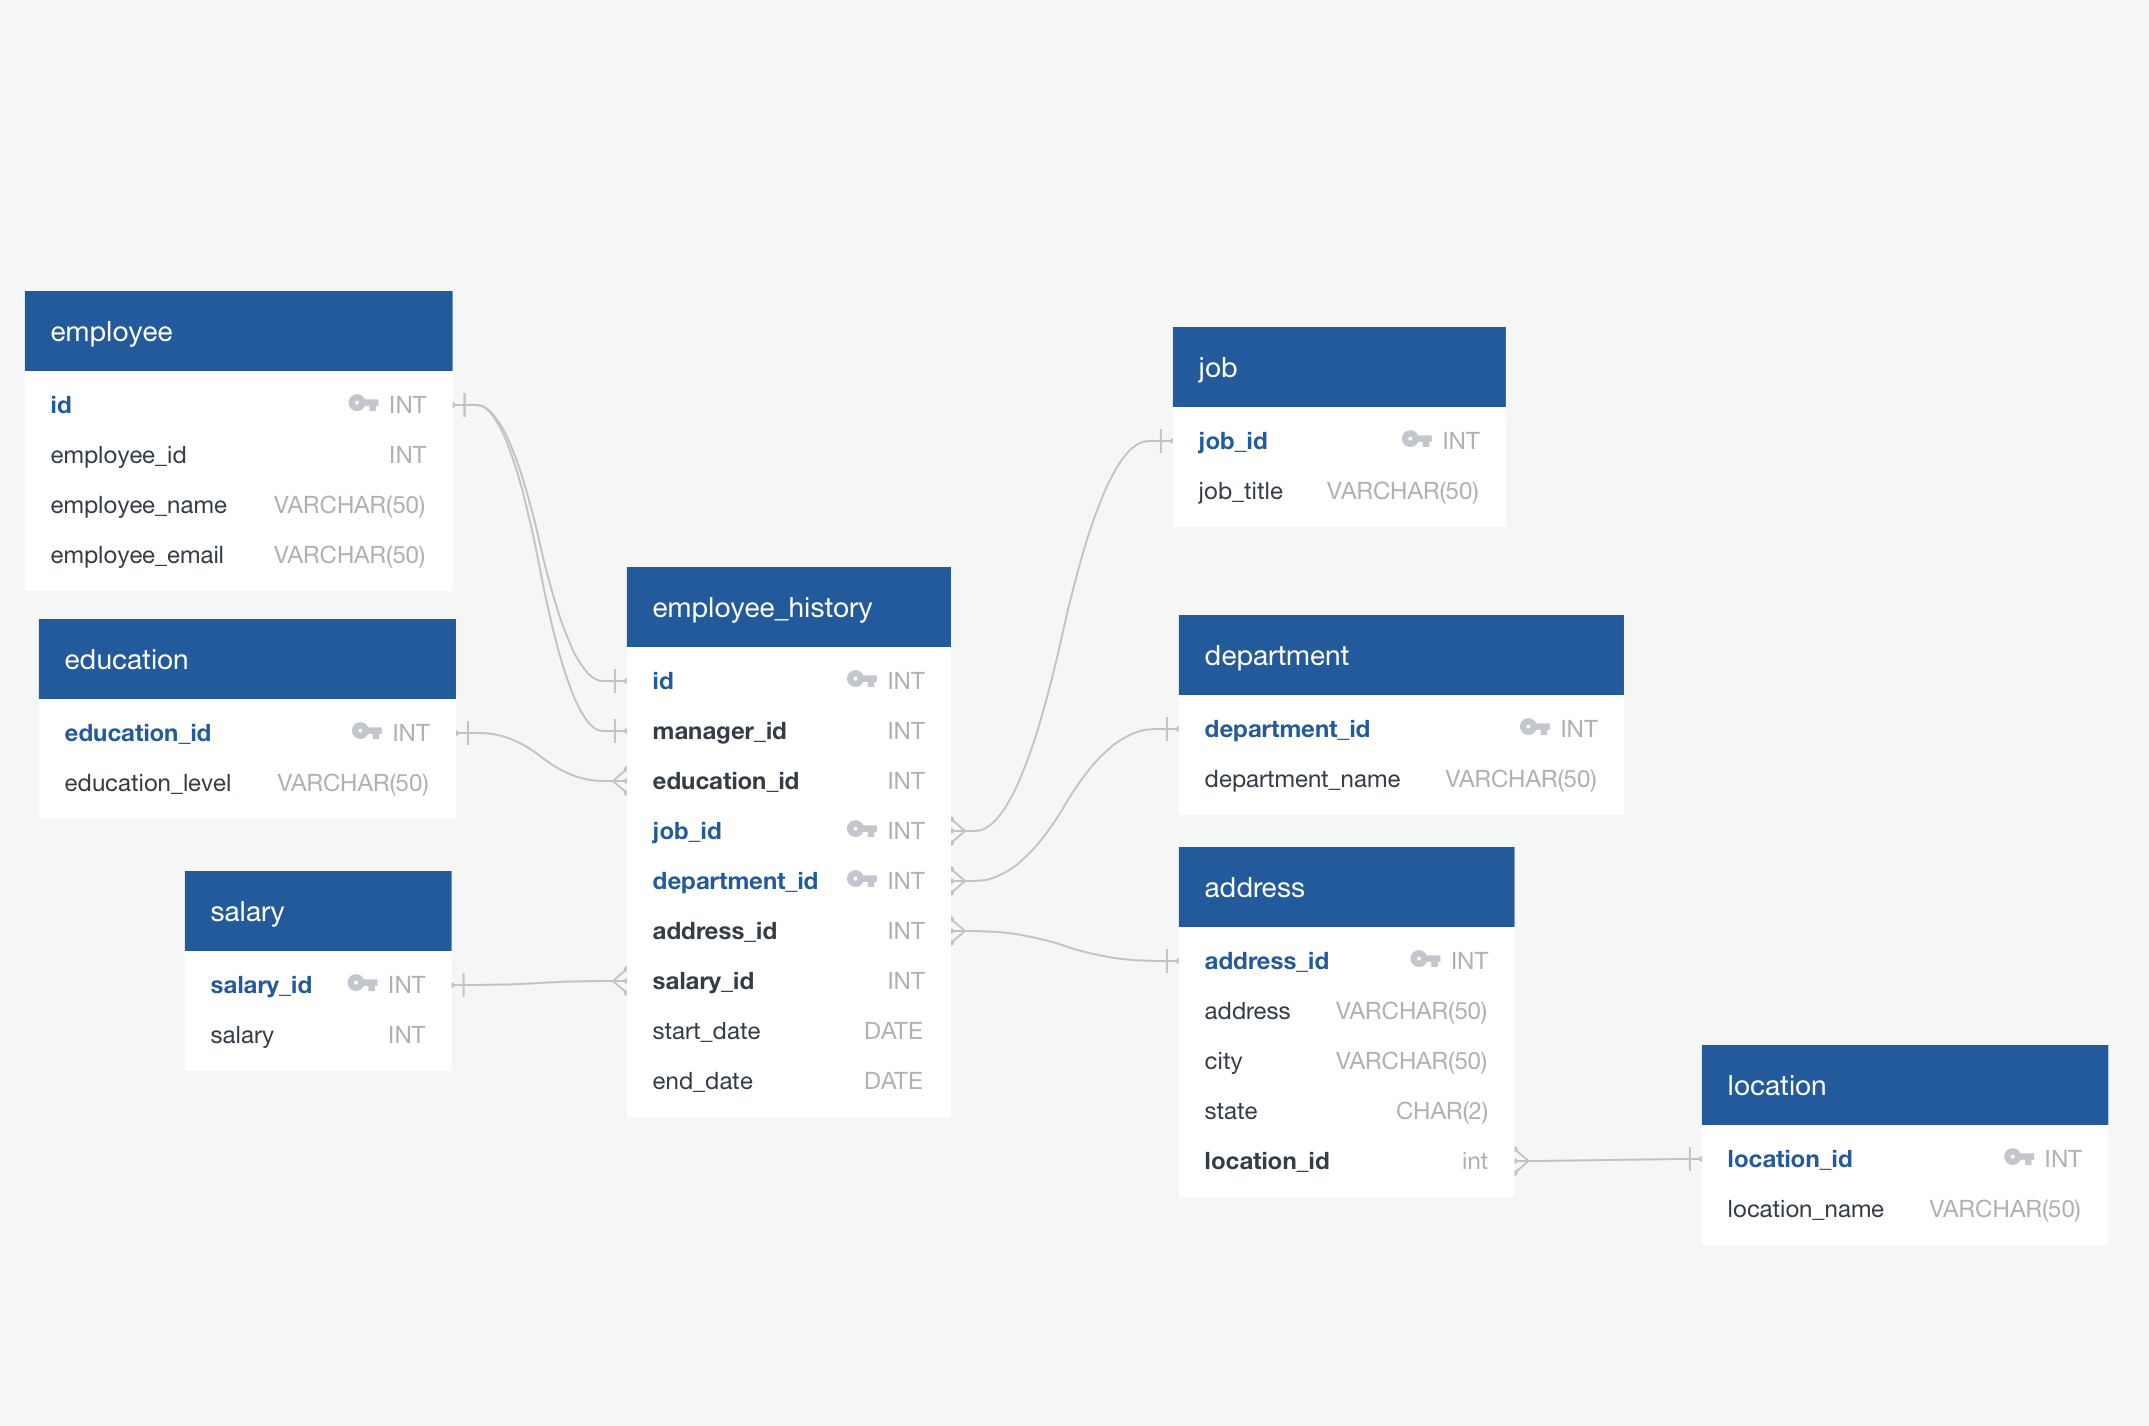 employee
id INT
employee_id INT
employee_name VARCHAR(50)
employee_email VARCHAR(50)
education
education_id INT
education_level VARCHAR(50)
salary
salary_id INT
salary INT
employee_history
id INT
manager_id INT
education_id INT
job_id INT
department_id INT
address_id INT
salary_id INT
start_date DATE
end_date DATE
job
job_id INT
job_title VARCHAR(50)
department
department_id INT
department_name VARCHAR(50)
address
address_id INT
address VARCHAR(50)
city VARCHAR(50)
state CHAR(2)
location_id int
location
location_id INT
location_name VARCHAR(50)